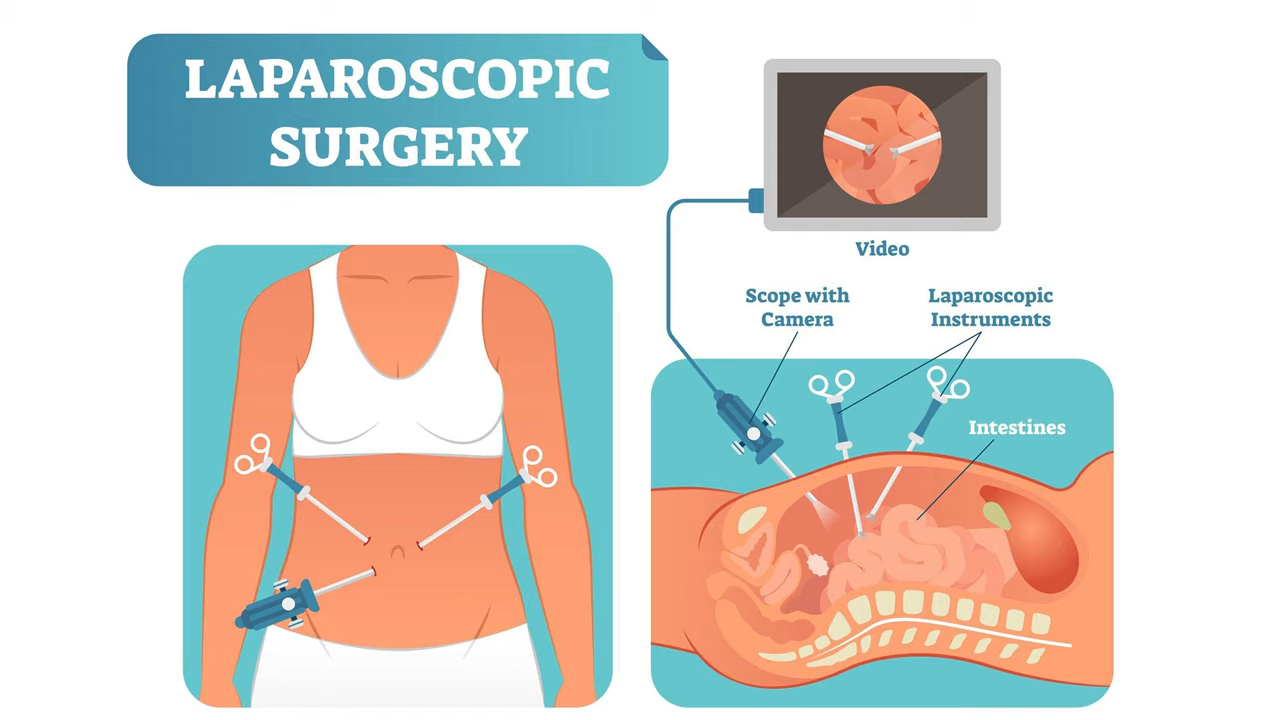 LAPAROSCOPIC
SURGERY
Video
Scope with
Camera
Laparoscopic
Instruments
Intestines